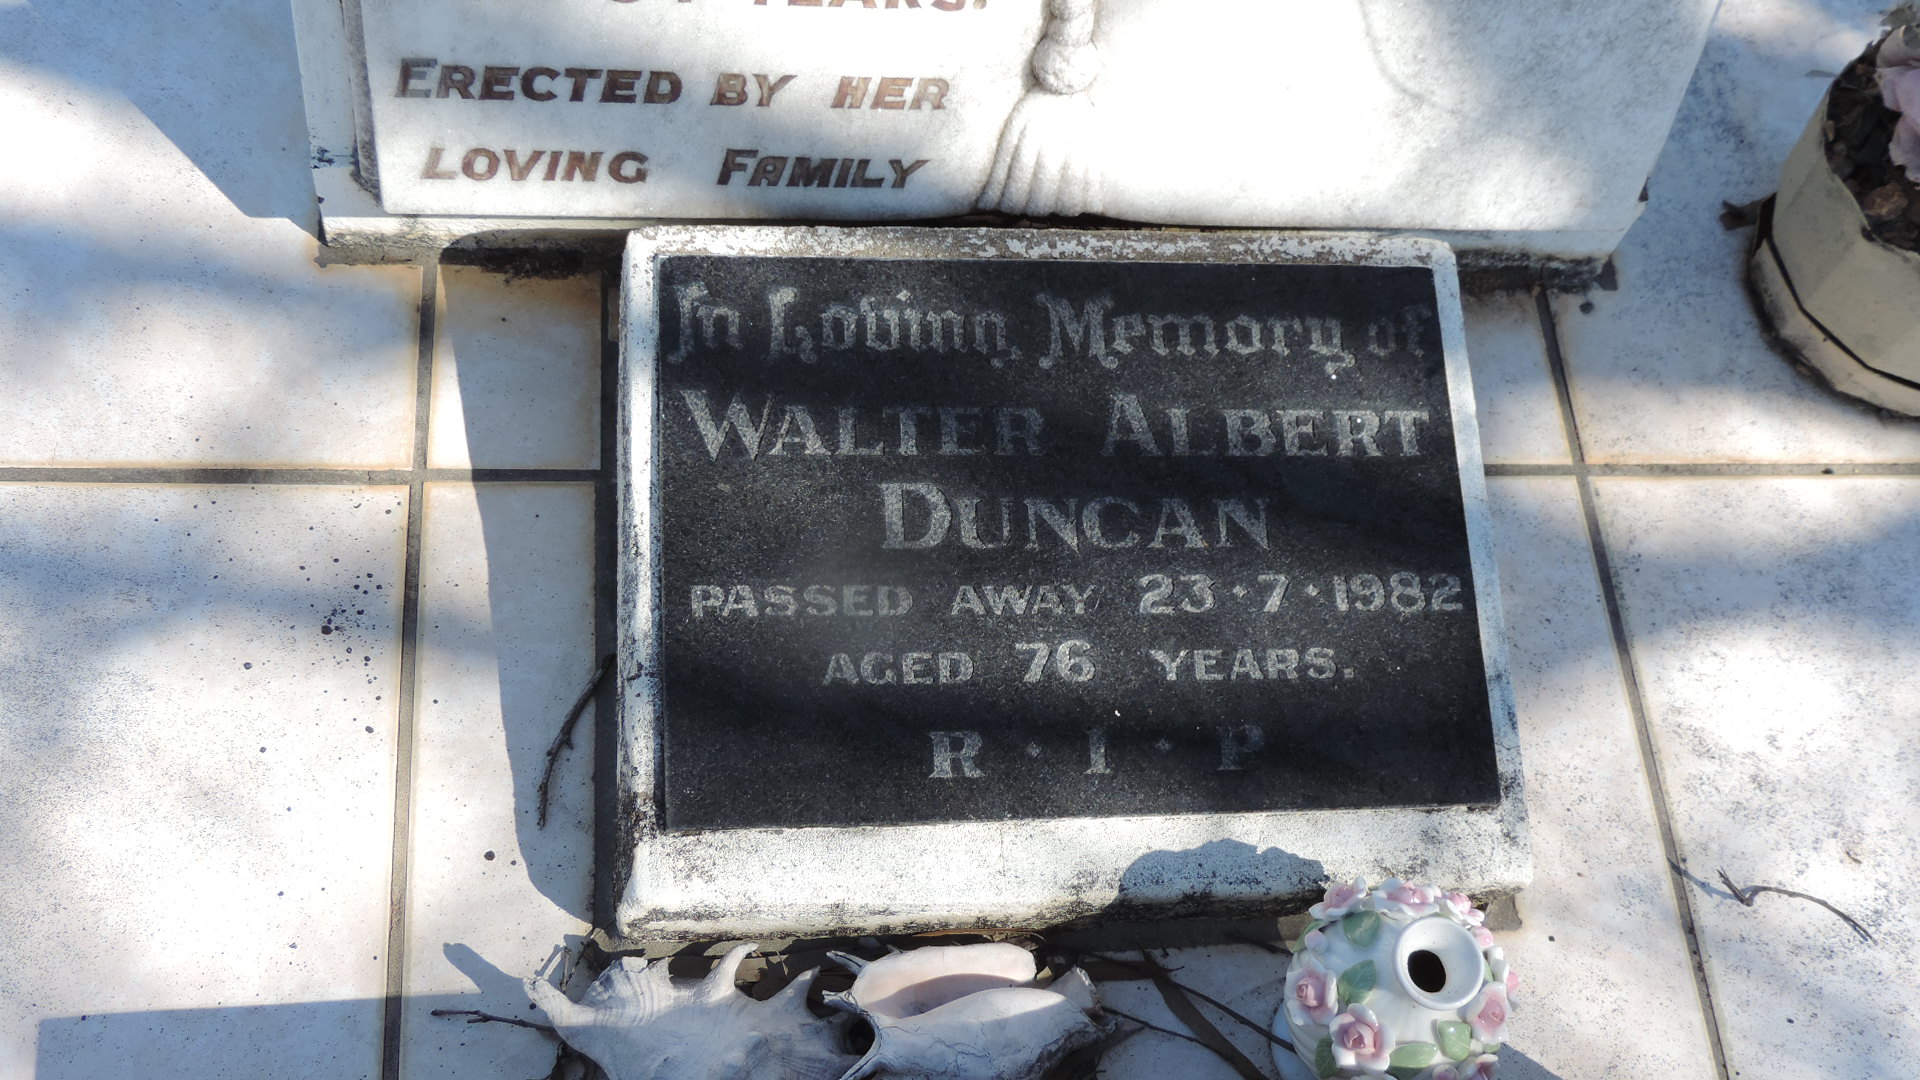 YEARS.
ERECTED BY HER
LOVING FAMILY
In Loving Memory of
WALTER ALBERT
DUNCAN
PASSED AWAY 23·7·1982
AGED 76 YEARS.
R·I·P